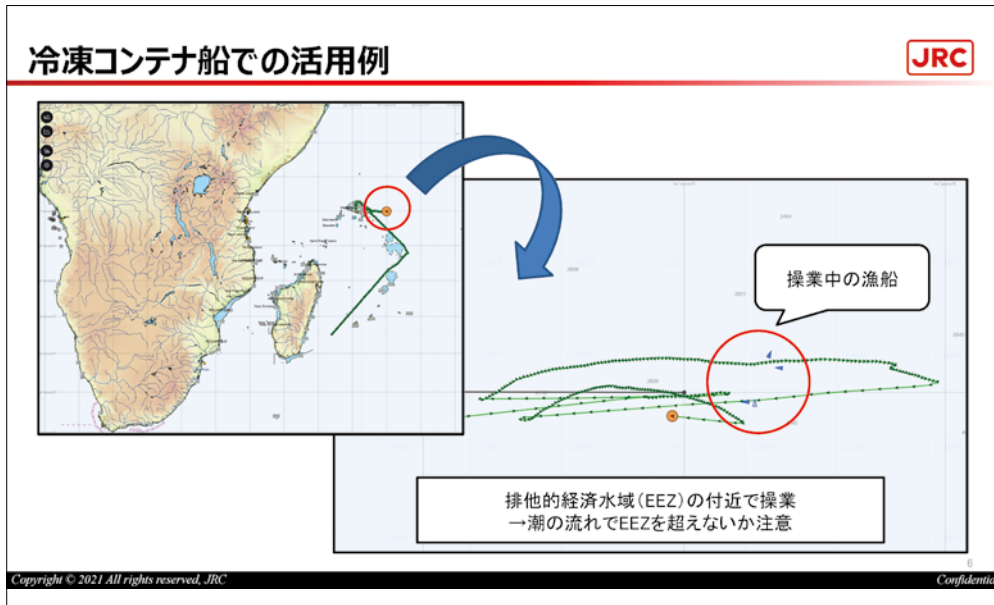 冷凍コンテナ船での活用例
JRC
操業中の漁船
排他的経済水域(EEZ)の付近で操業
→潮の流れでEEZを超えないか注意
6
Copyright © 2021 All rights reserved, JRC
Confidentia